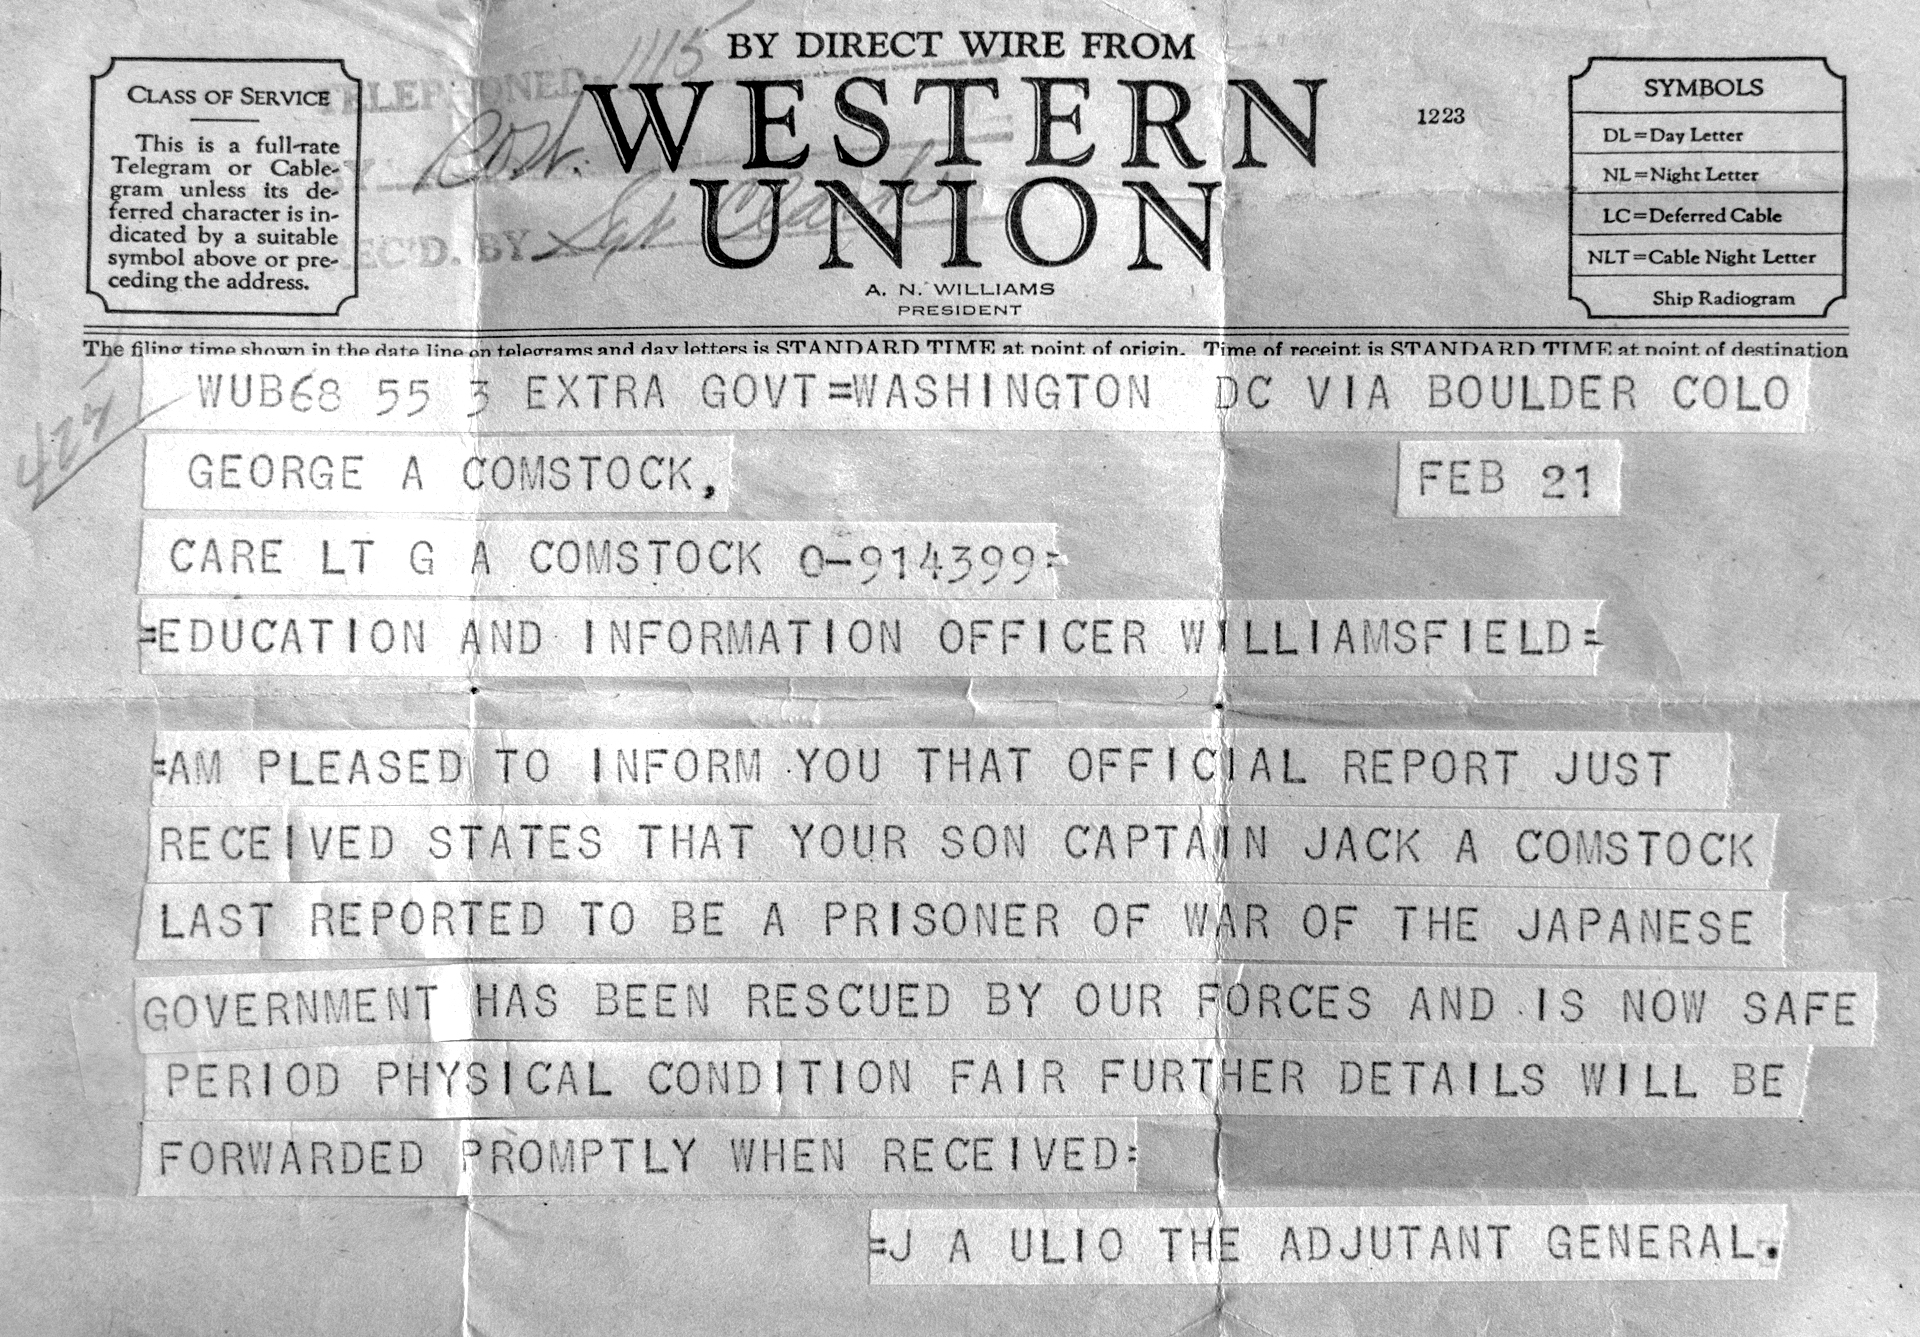 BY DIRECT WIRE FROM
WESTERN
UNION
1223
A. N. WILLIAMS
PRESIDENT
CLASS OF SERVICE
This is a full-rate
Telegram or Cable-
gram unless its de-
ferred character is in-
dicated by a suitable
symbol above or pre-
ceding the address.
TELEPHONED 1115
REC'D. BY Sgt
SYMBOLS
DL=Day Letter
NL=Night Letter
LC=Deferred Cable
NLT=Cable Night Letter
Ship Radiogram
The filing time shown in the date line on telegrams and day letters is STANDARD TIME at point of origin. Time of receipt is STANDARD TIME at point of destination
WUB68 55 3 EXTRA GOVT=WASHINGTON DC VIA BOULDER COLO
427
GEORGE A COMSTOCK,
FEB 21
CARE LT G A COMSTOCK O-914399=
=EDUCATION AND INFORMATION OFFICER WILLIAMSFIELD=
=AM PLEASED TO INFORM YOU THAT OFFICIAL REPORT JUST
RECEIVED STATES THAT YOUR SON CAPTAIN JACK A COMSTOCK
LAST REPORTED TO BE A PRISONER OF WAR OF THE JAPANESE
GOVERNMENT HAS BEEN RESCUED BY OUR FORCES AND IS NOW SAFE
PERIOD PHYSICAL CONDITION FAIR FURTHER DETAILS WILL BE
FORWARDED PROMPTLY WHEN RECEIVED=
=J A ULIO THE ADJUTANT GENERAL.